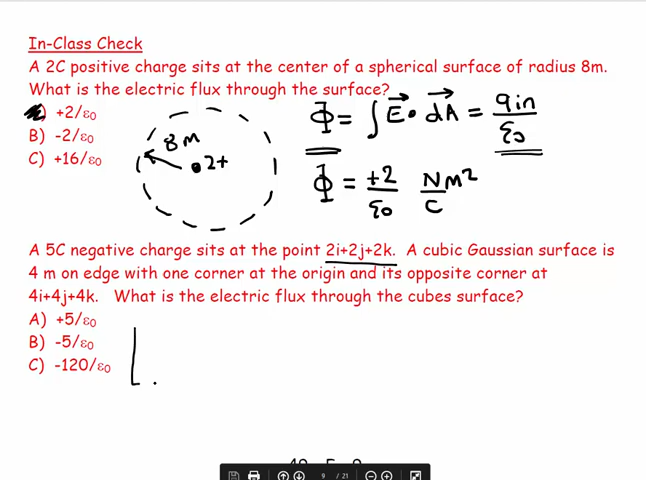 In-Class Check
A 2C positive charge sits at the center of a spherical surface of radius 8m.
What is the electric flux through the surface?
+2/ε₀
B) -2/ε₀
C) +16/ε₀
8 m
2+
Φ = ∫ E⃗ • dA⃗ = qin/ε₀
Φ = +2/ε₀ Nm²/C
A 5C negative charge sits at the point 2i+2j+2k. A cubic Gaussian surface is
4 m on edge with one corner at the origin and its opposite corner at
4i+4j+4k. What is the electric flux through the cubes surface?
A) +5/ε₀
B) -5/ε₀
C) -120/ε₀
9 / 21